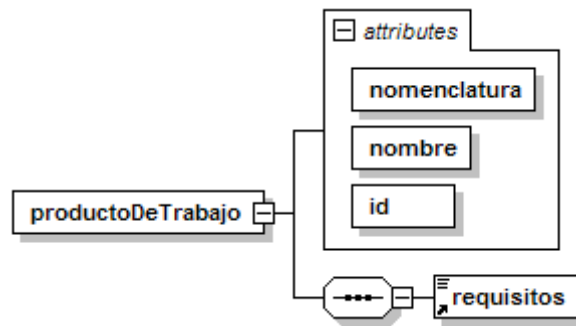 attributes
nomenclatura
nombre
id
productoDeTrabajo
requisitos